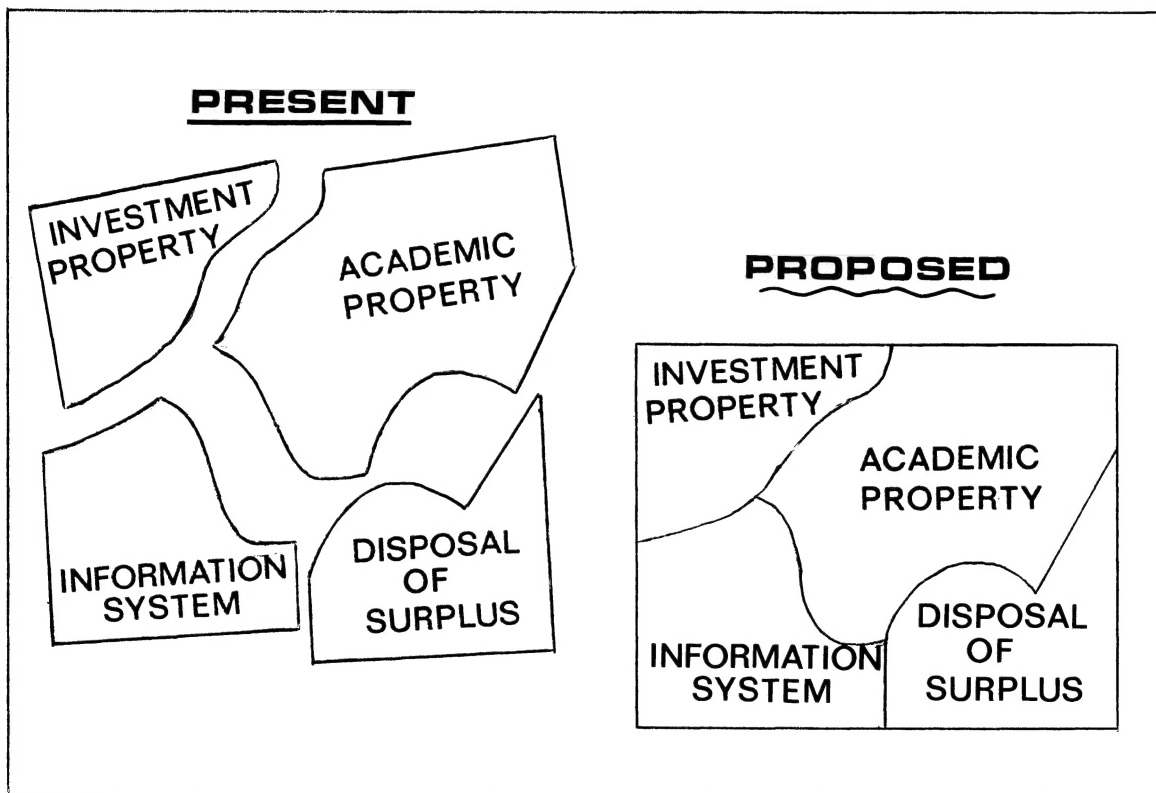 PRESENT
INVESTMENT
PROPERTY
ACADEMIC
PROPERTY
INFORMATION
SYSTEM
DISPOSAL
OF
SURPLUS
PROPOSED
INVESTMENT
PROPERTY
ACADEMIC
PROPERTY
INFORMATION
SYSTEM
DISPOSAL
OF
SURPLUS